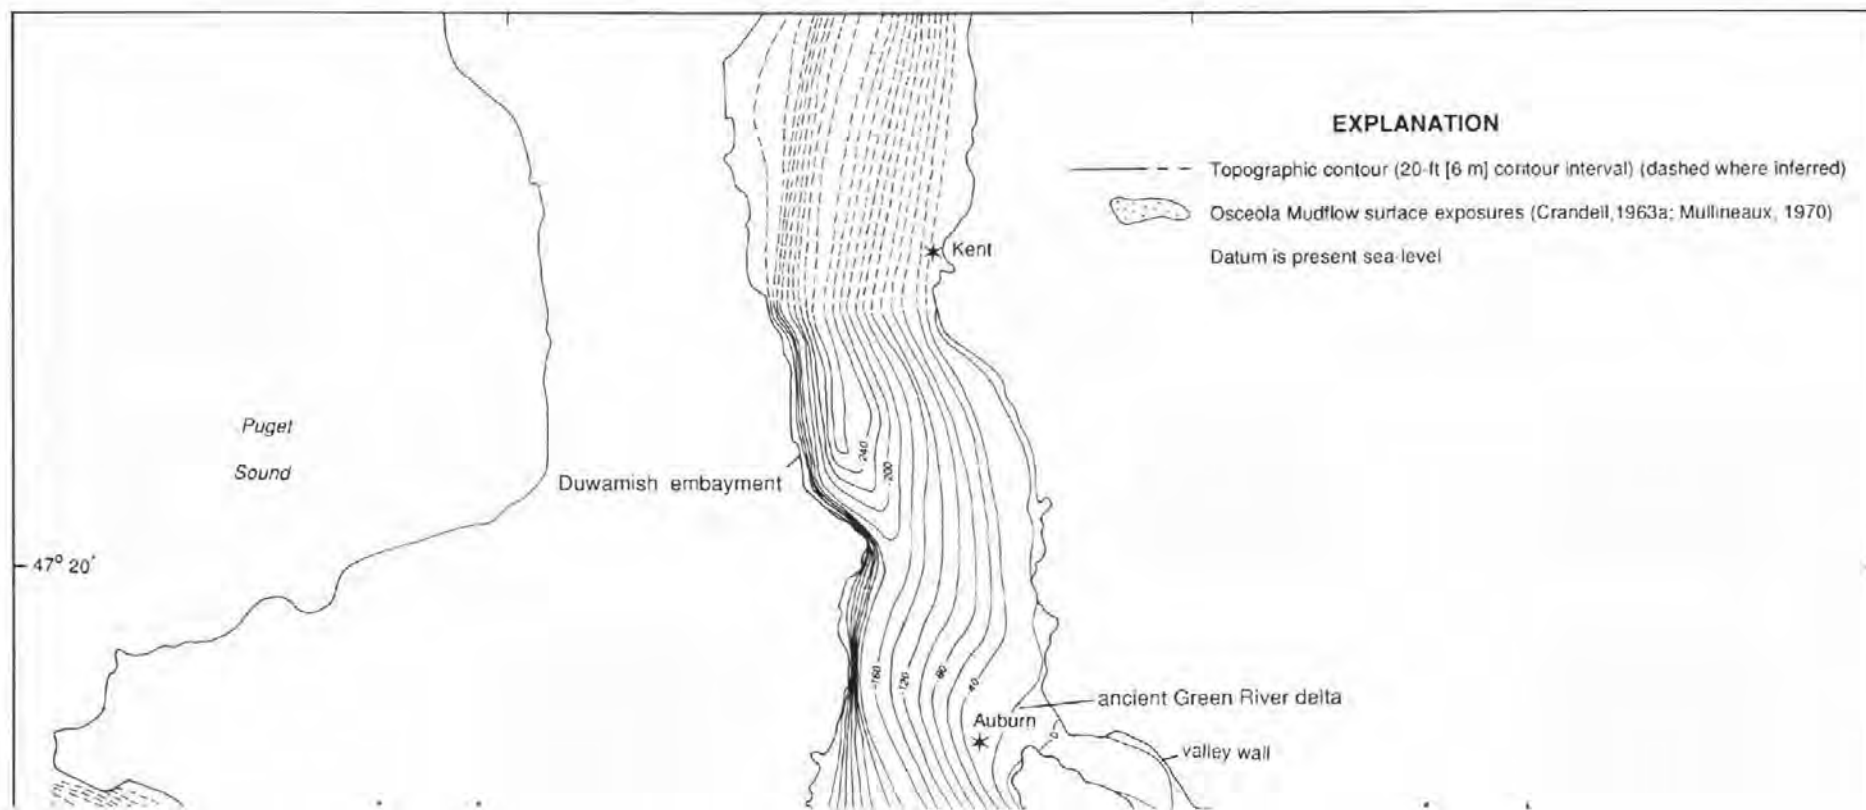 EXPLANATION
Topographic contour (20-ft [6 m] contour interval) (dashed where inferred)
Osceola Mudflow surface exposures (Crandell, 1963a; Mullineaux, 1970)
Datum is present sea-level
Kent
Puget
Sound
Duwamish embayment
240
-200
47° 20'
-160
-120
-80
-40
0
ancient Green River delta
Auburn
valley wall